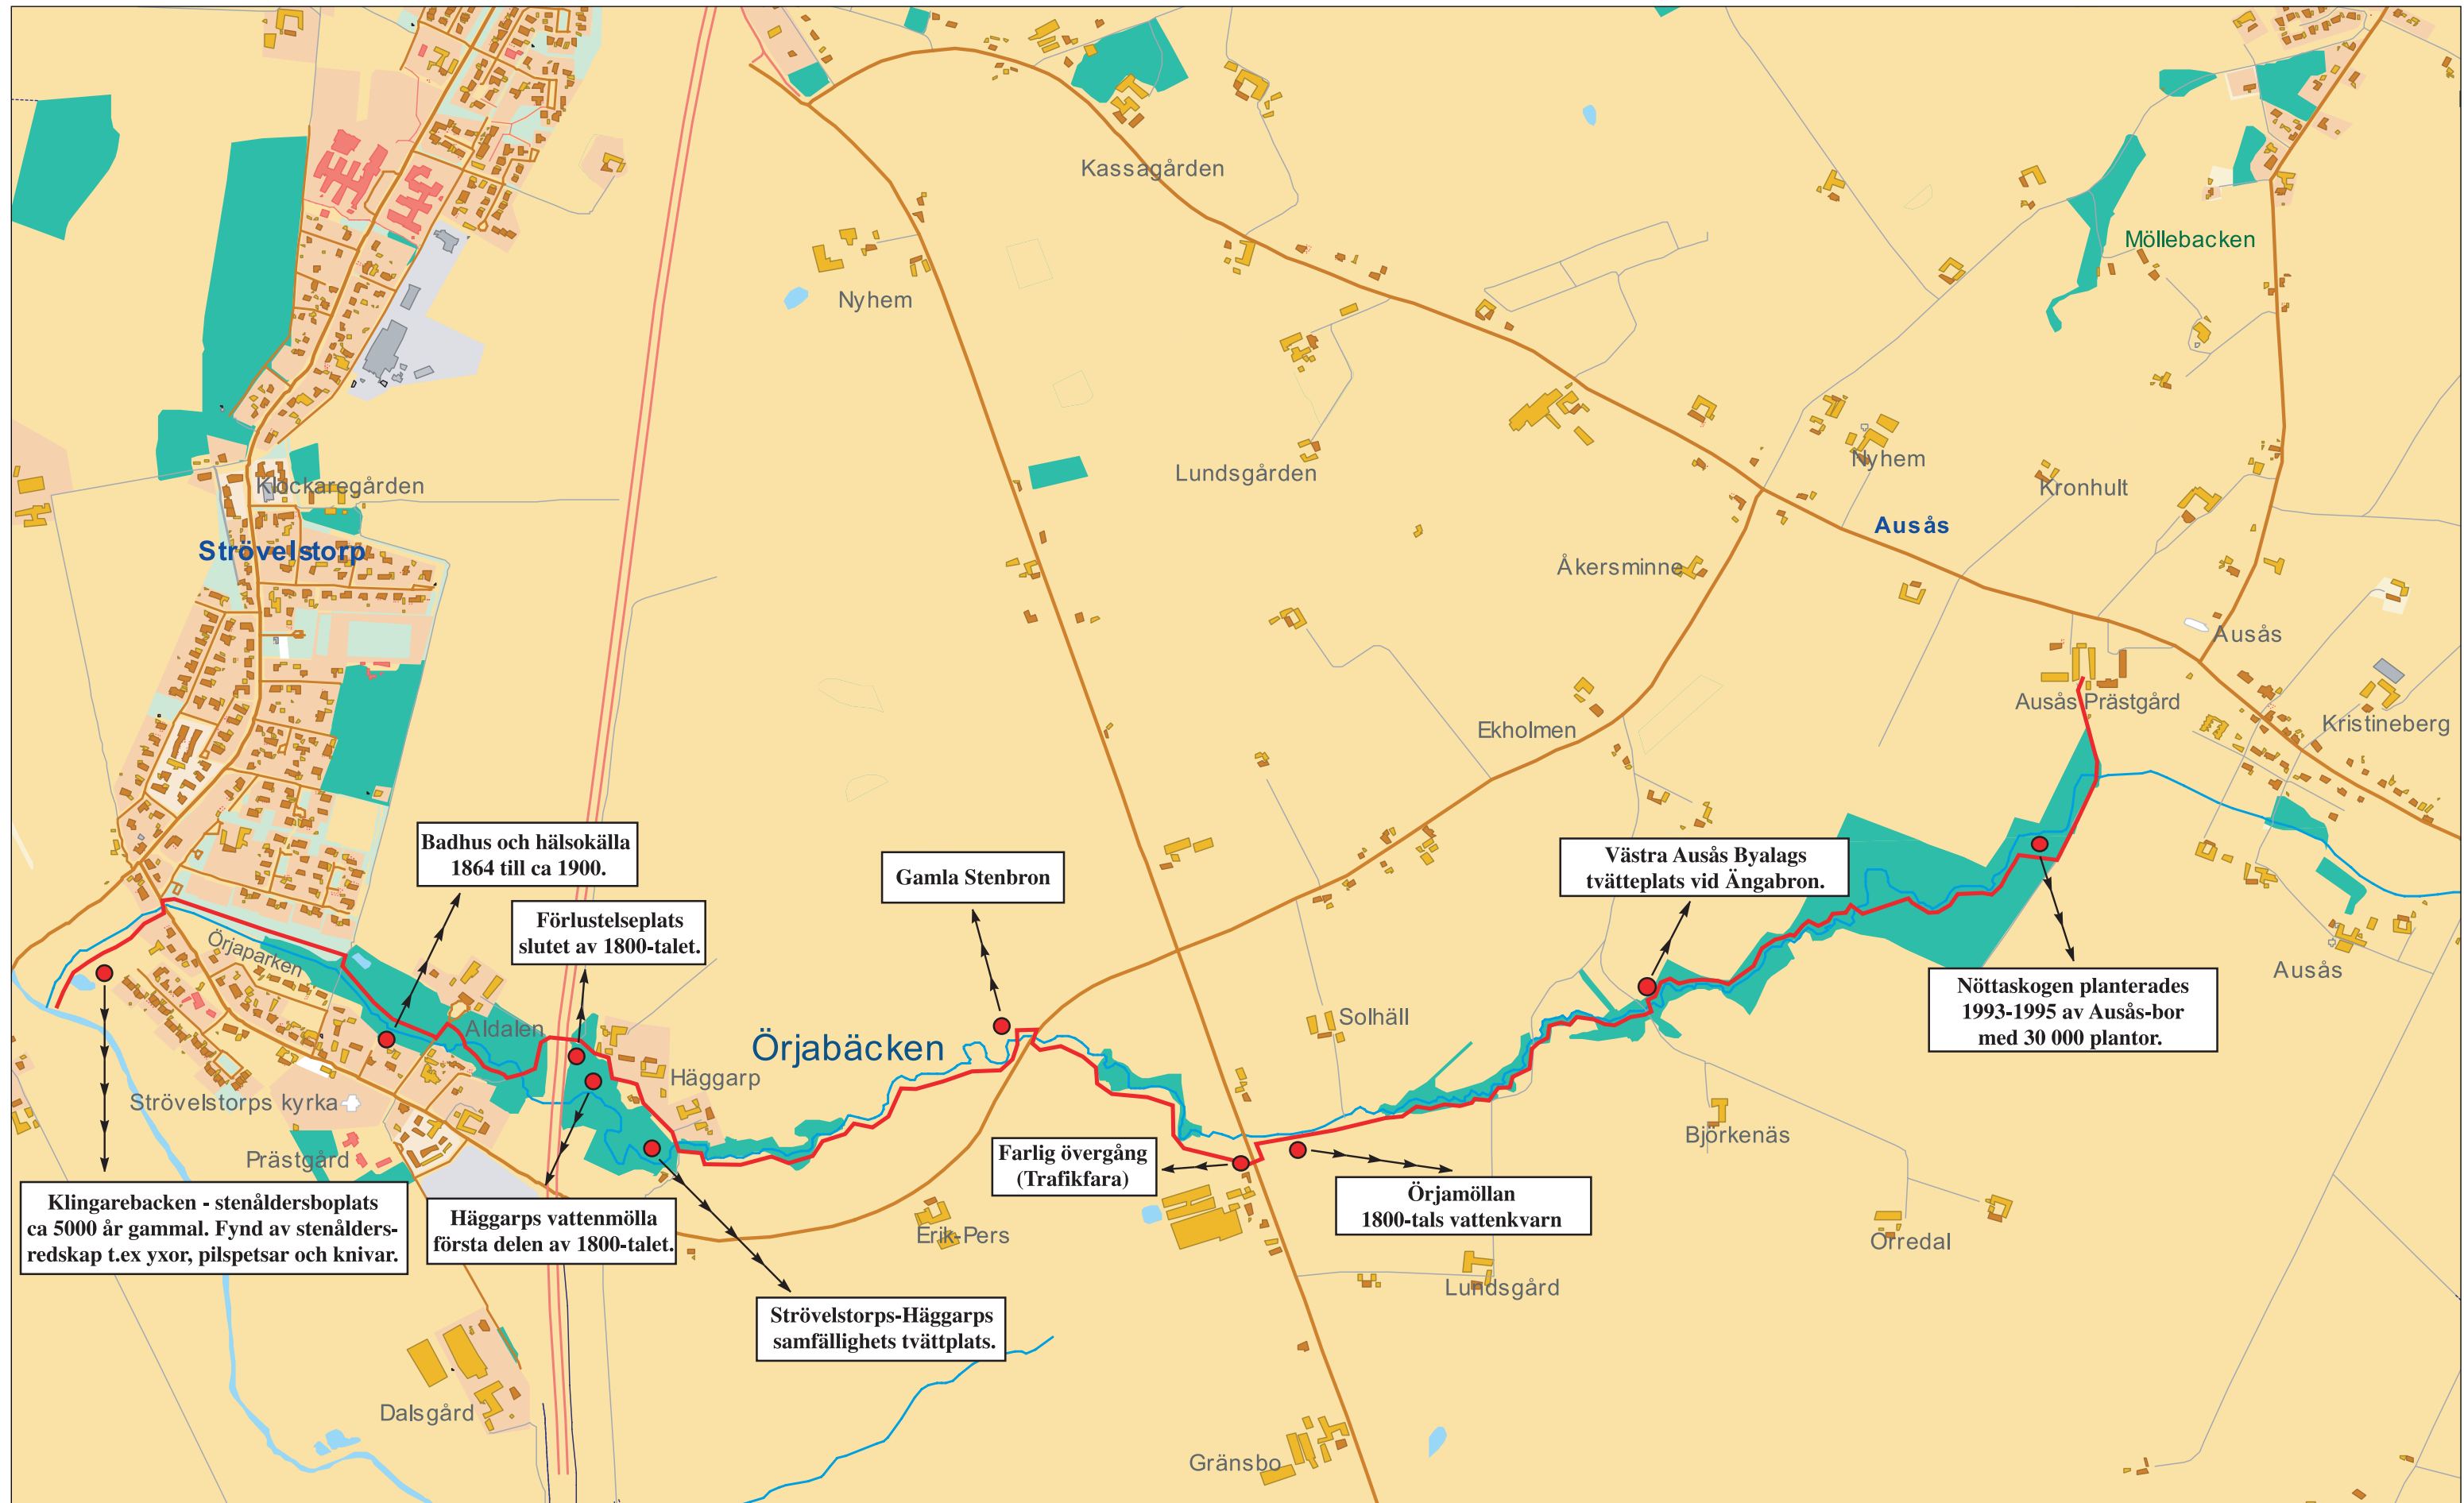 Kassagården
Möllebacken
Nyhem
Lundsgården
Nyhem
Klockaregården
Kronhult
Ausås
Strövelstorp
Åkersminne
Ausås
Ausås Prästgård
Kristineberg
Ekholmen
Badhus och hälsokälla
1864 till ca 1900.
Gamla Stenbron
Västra Ausås Byalags
tvätteplats vid Ängabron.
Förlustelseplats
slutet av 1800-talet.
Örjaparken
Ausås
Nöttaskogen planterades
1993-1995 av Ausås-bor
med 30 000 plantor.
Solhäll
Aldalen
Örjabäcken
Häggarp
Strövelstorps kyrka
Björkenäs
Prästgård
Farlig övergång
(Trafikfara)
Klingarebacken - stenåldersboplats
ca 5000 år gammal. Fynd av stenålders-
redskap t.ex yxor, pilspetsar och knivar.
Häggarps vattenmölla
första delen av 1800-talet.
Örjamöllan
1800-tals vattenkvarn
Erik-Pers
Orredal
Lundsgård
Strövelstorps-Häggarps
samfällighets tvättplats.
Dalsgård
Gränsbo